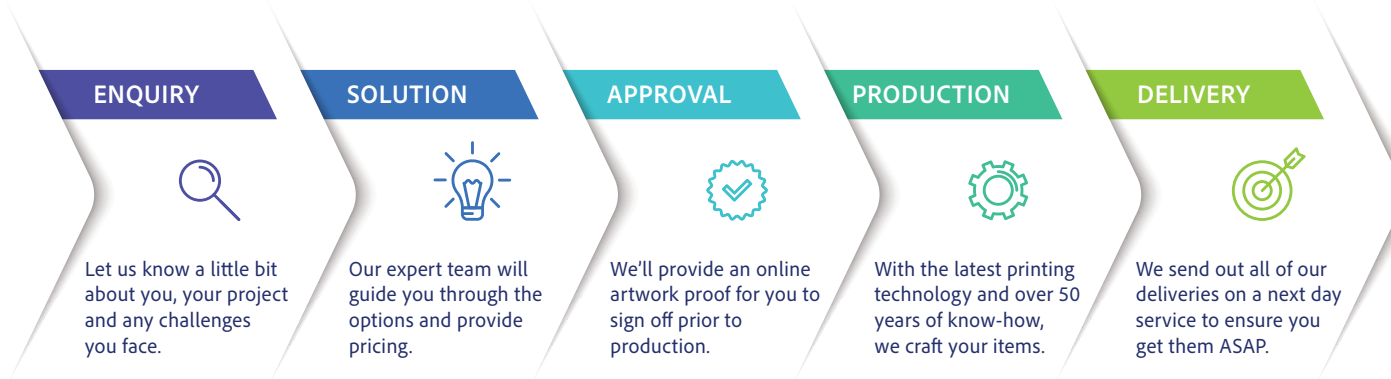 ENQUIRY
Let us know a little bit
about you, your project
and any challenges
you face.
SOLUTION
Our expert team will
guide you through the
options and provide
pricing.
APPROVAL
We’ll provide an online
artwork proof for you to
sign off prior to
production.
PRODUCTION
With the latest printing
technology and over 50
years of know-how,
we craft your items.
DELIVERY
We send out all of our
deliveries on a next day
service to ensure you
get them ASAP.